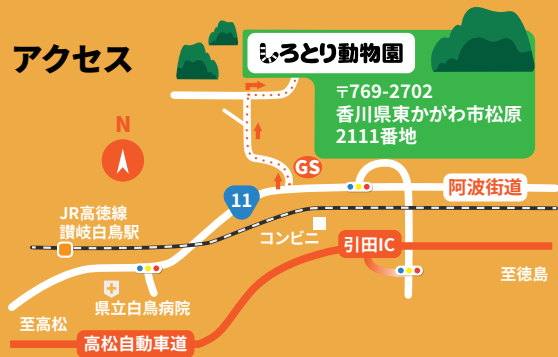 アクセス
しろとり動物園
〒769-2702
香川県東かがわ市松原
2111番地
N
GS
11
阿波街道
JR高徳線
讃岐白鳥駅
コンビニ
引田IC
至徳島
県立白鳥病院
至高松
高松自動車道